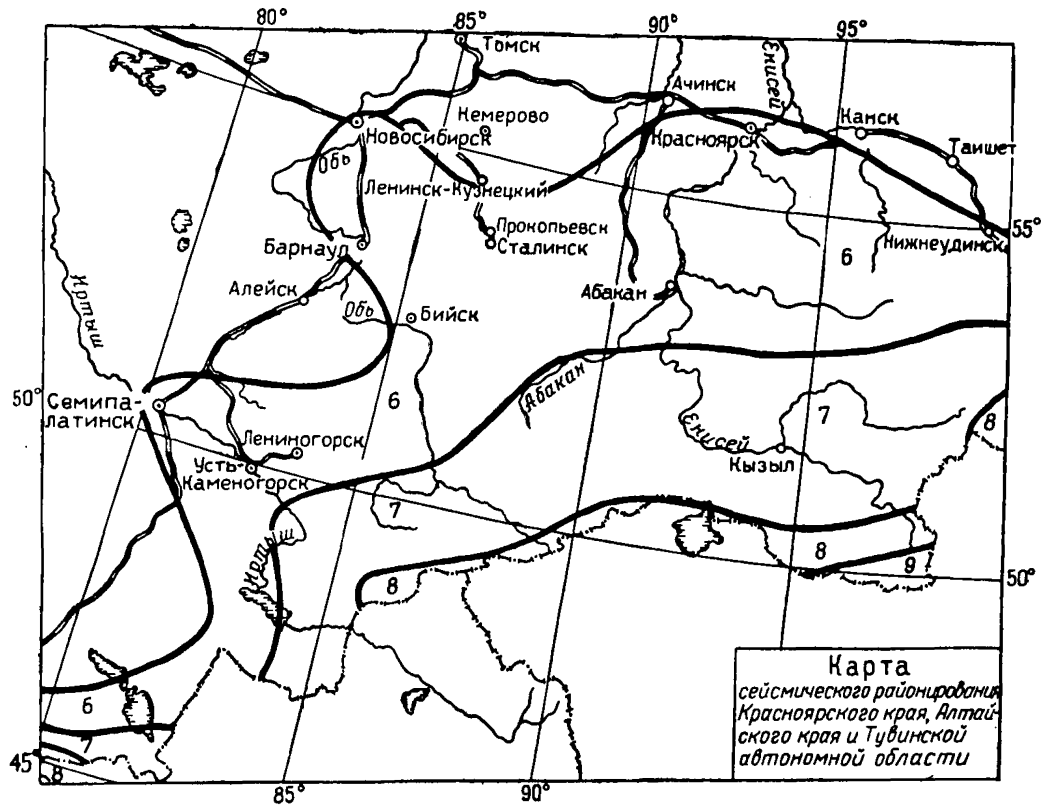 80°
85°
90°
95°
Томск
Енисей
Ачинск
Кемерово
Новосибирск
Красноярск
Канск
Тайшет
Обь
Ленинск-Кузнецкий
55°
Прокопьевск
Сталинск
Барнаул
Нижнеудинск
6
Иртыш
Алейск
Обь
Бийск
Абакан
50°
Семипа-
латинск
6
Абакан
7
8
Лениногорск
Енисей
Усть-
Каменогорск
Кызыл
7
Иртыш
8
8
9
50°
6
7
8
45°
85°
90°
Карта
сейсмического районирования
Красноярского края, Алтай-
ского края и Тувинской
автономной области